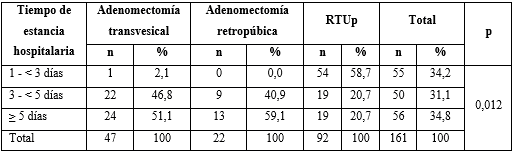 Tiempo de estancia hospitalaria Adenomectomía transvesical Adenomectomía retropúbica RTUp Total p
n % n % n % n %
1 - < 3 días 1 2,1 0 0,0 54 58,7 55 34,2
3 - < 5 días 22 46,8 9 40,9 19 20,7 50 31,1
≥ 5 días 24 51,1 13 59,1 19 20,7 56 34,8
0,012
Total 47 100 22 100 92 100 161 100